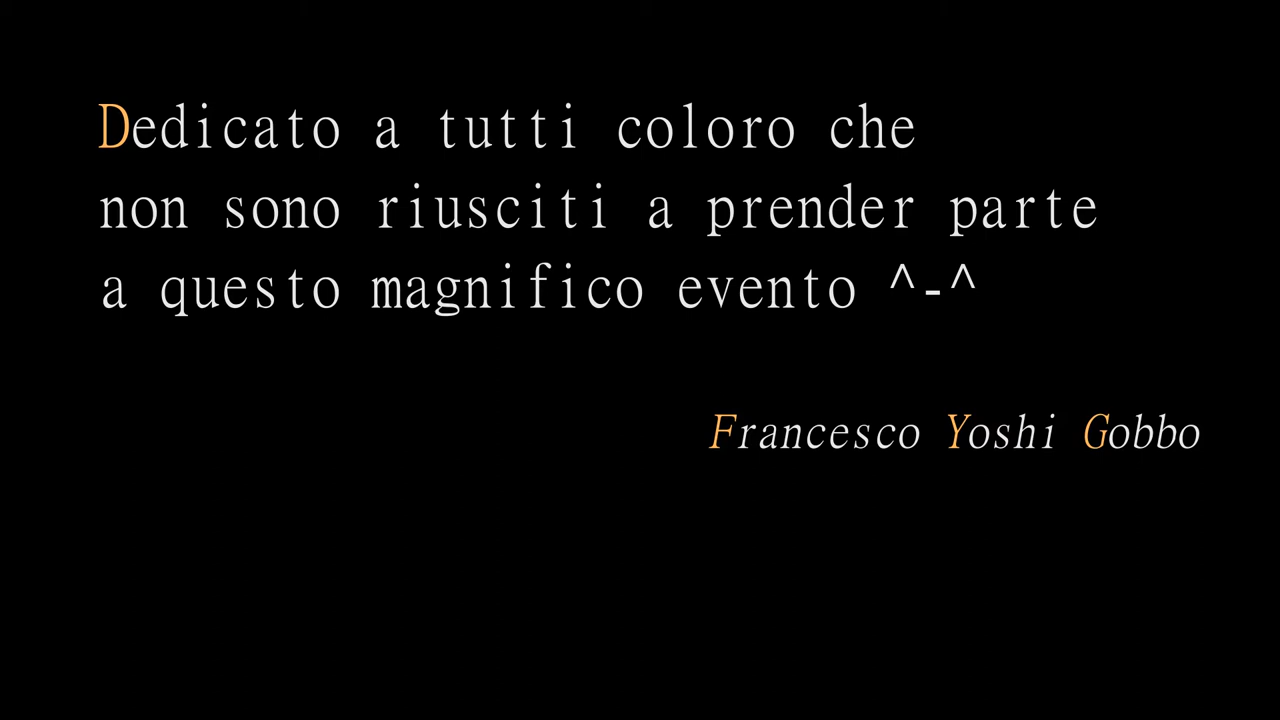 Dedicato a tutti coloro che
non sono riusciti a prender parte
a questo magnifico evento ^-^
Francesco Yoshi Gobbo